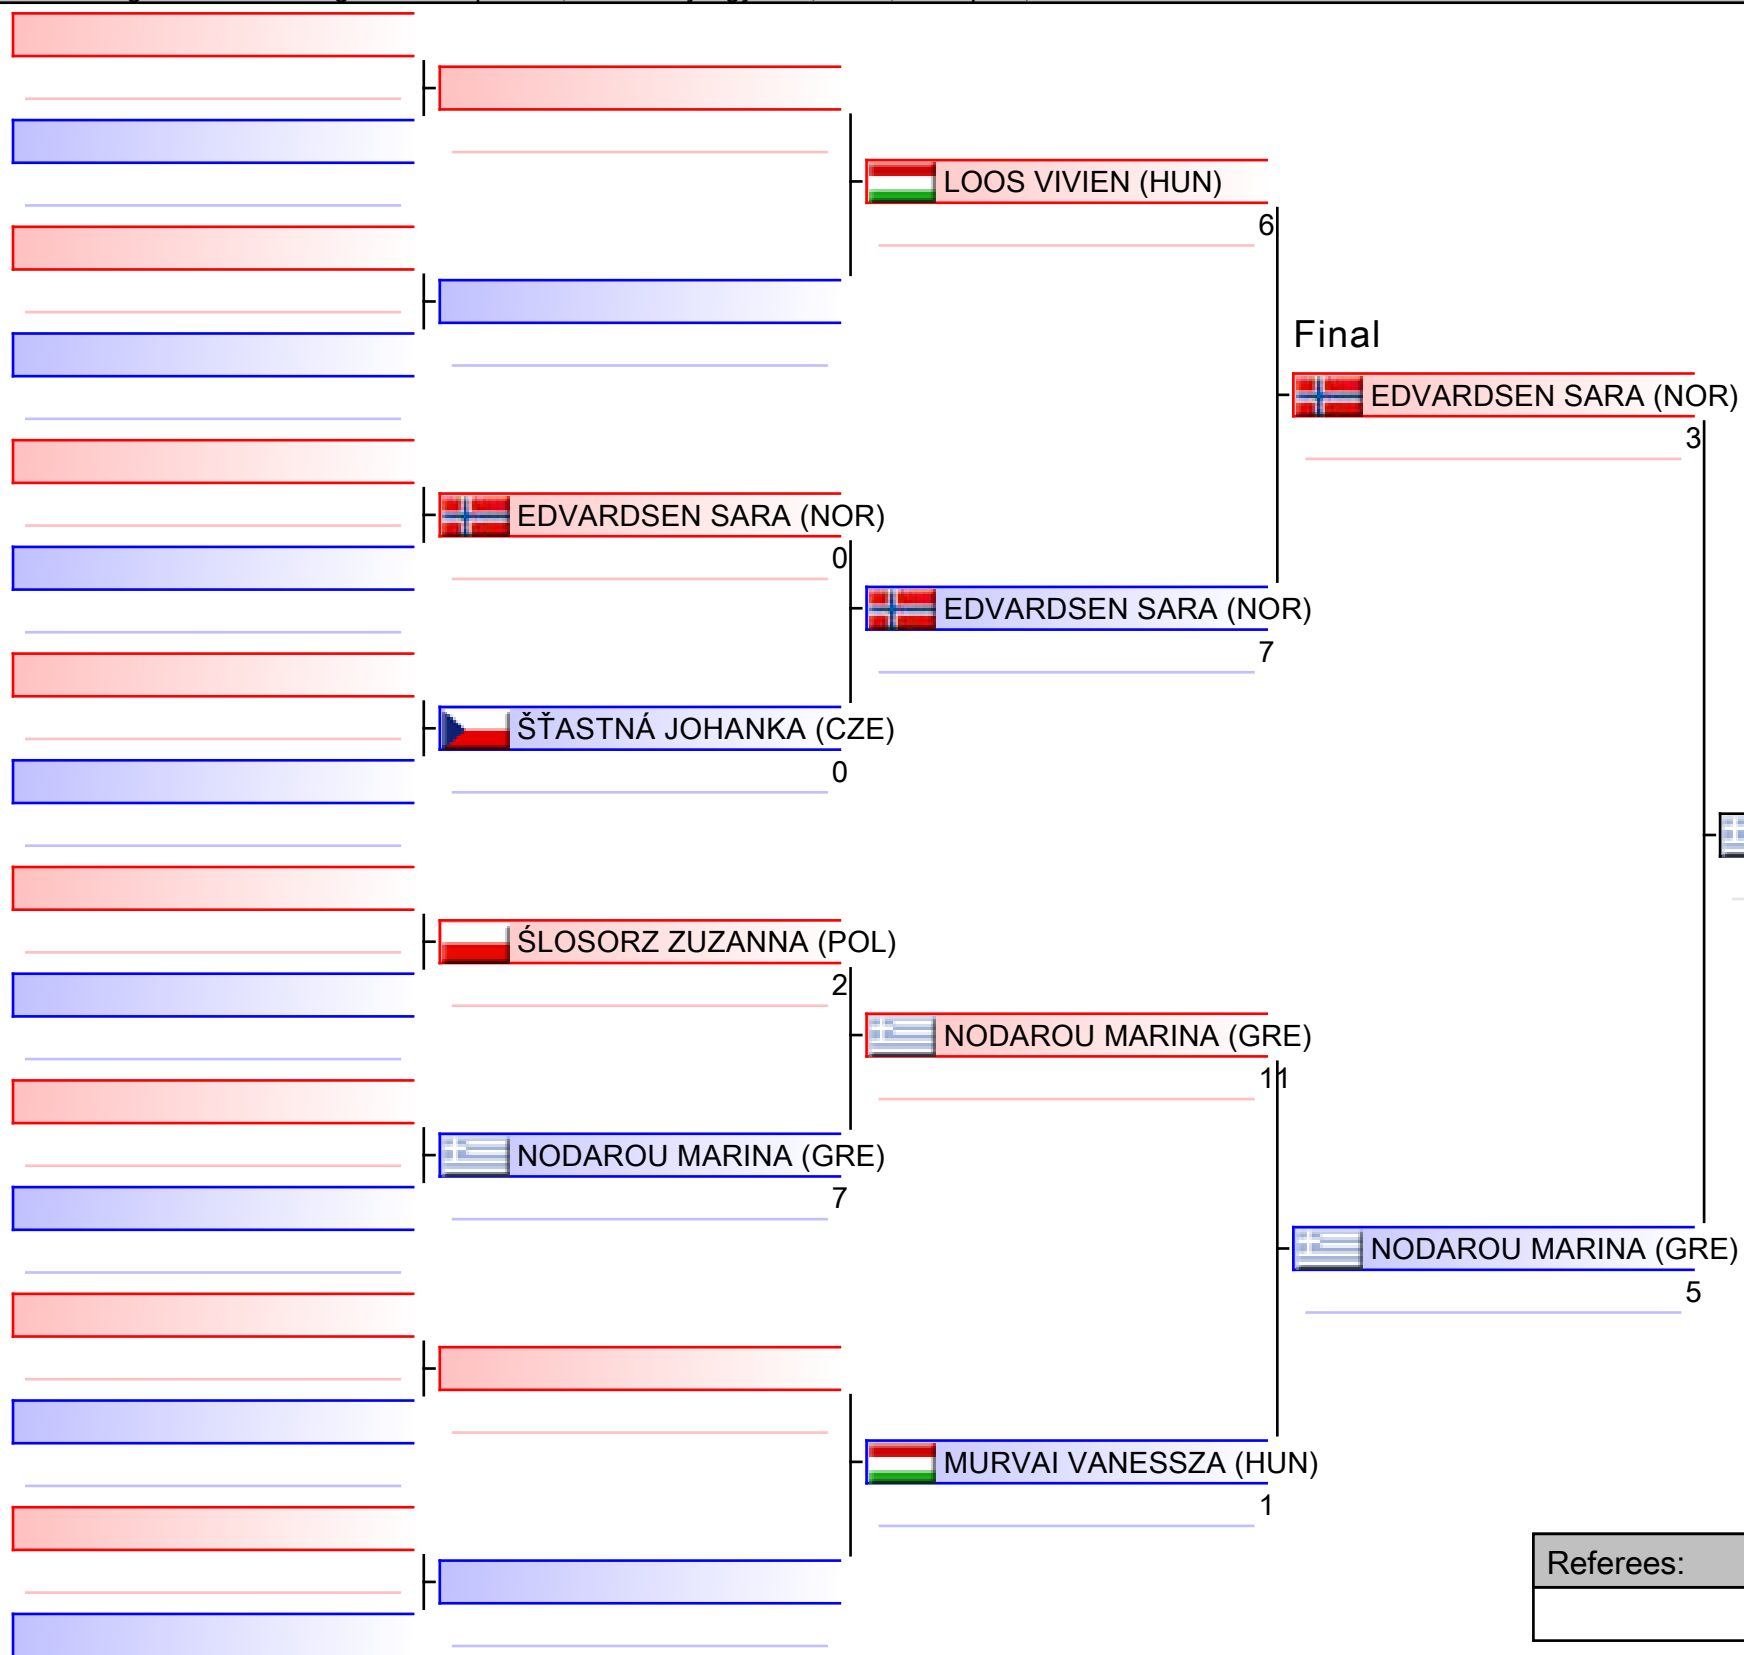 LOOS VIVIEN (HUN)
6
Final
EDVARDSEN SARA (NOR)
3
EDVARDSEN SARA (NOR)
0
EDVARDSEN SARA (NOR)
7
ŠŤASTNÁ JOHANKA (CZE)
0
ŚLOSORZ ZUZANNA (POL)
2
NODAROU MARINA (GRE)
11
NODAROU MARINA (GRE)
7
NODAROU MARINA (GRE)
5
MURVAI VANESSZA (HUN)
1
Referees: